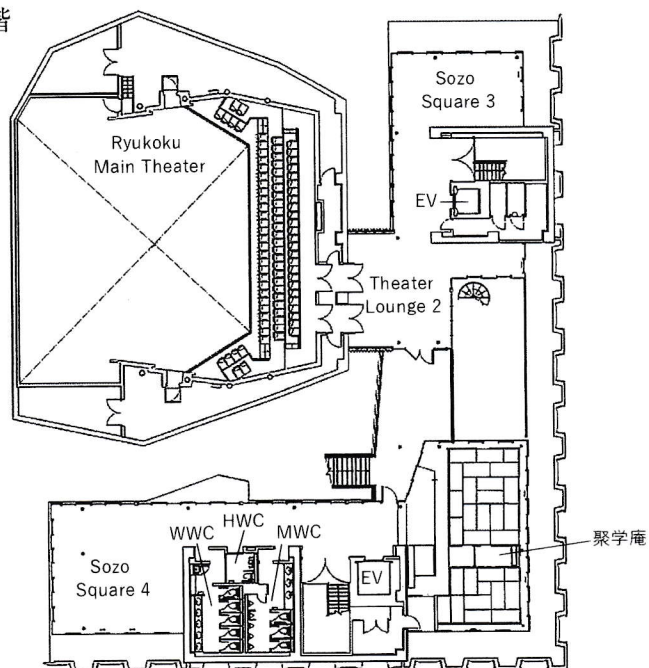 階
Sozo
Square 3
Ryukoku
Main Theater
EV
Theater
Lounge 2
WWC
HWC
MWC
聚学庵
Sozo
Square 4
EV